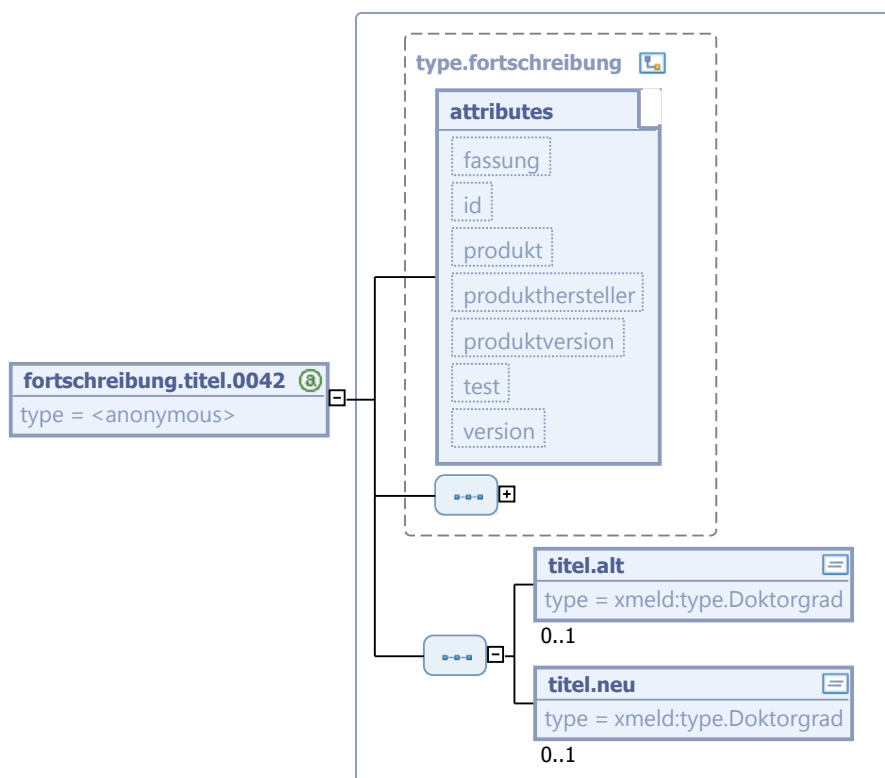 type.fortschreibung
attributes
fassung
id
produkt
produkthersteller
produktversion
test
version
fortschreibung.titel.0042 a
type = <anonymous>
titel.alt
type = xmeld:type.Doktorgrad
0..1
titel.neu
type = xmeld:type.Doktorgrad
0..1